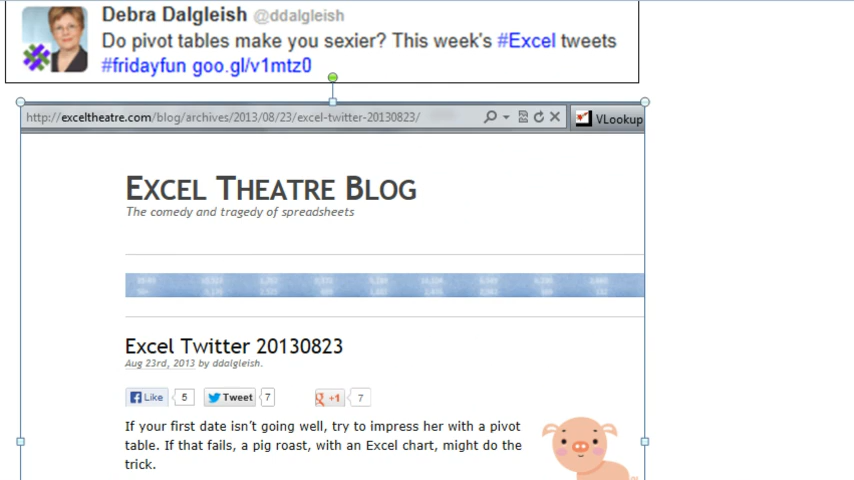 Debra Dalgleish @ddalgleish
Do pivot tables make you sexier? This week's #Excel tweets
#fridayfun goo.gl/v1mtz0
http://exceltheatre.com/blog/archives/2013/08/23/excel-twitter-20130823/
VLookup
EXCEL THEATRE BLOG
The comedy and tragedy of spreadsheets
Excel Twitter 20130823
Aug 23rd, 2013 by ddalgleish.
Like 5 Tweet 7 +1 7
If your first date isn't going well, try to impress her with a pivot
table. If that fails, a pig roast, with an Excel chart, might do the
trick.